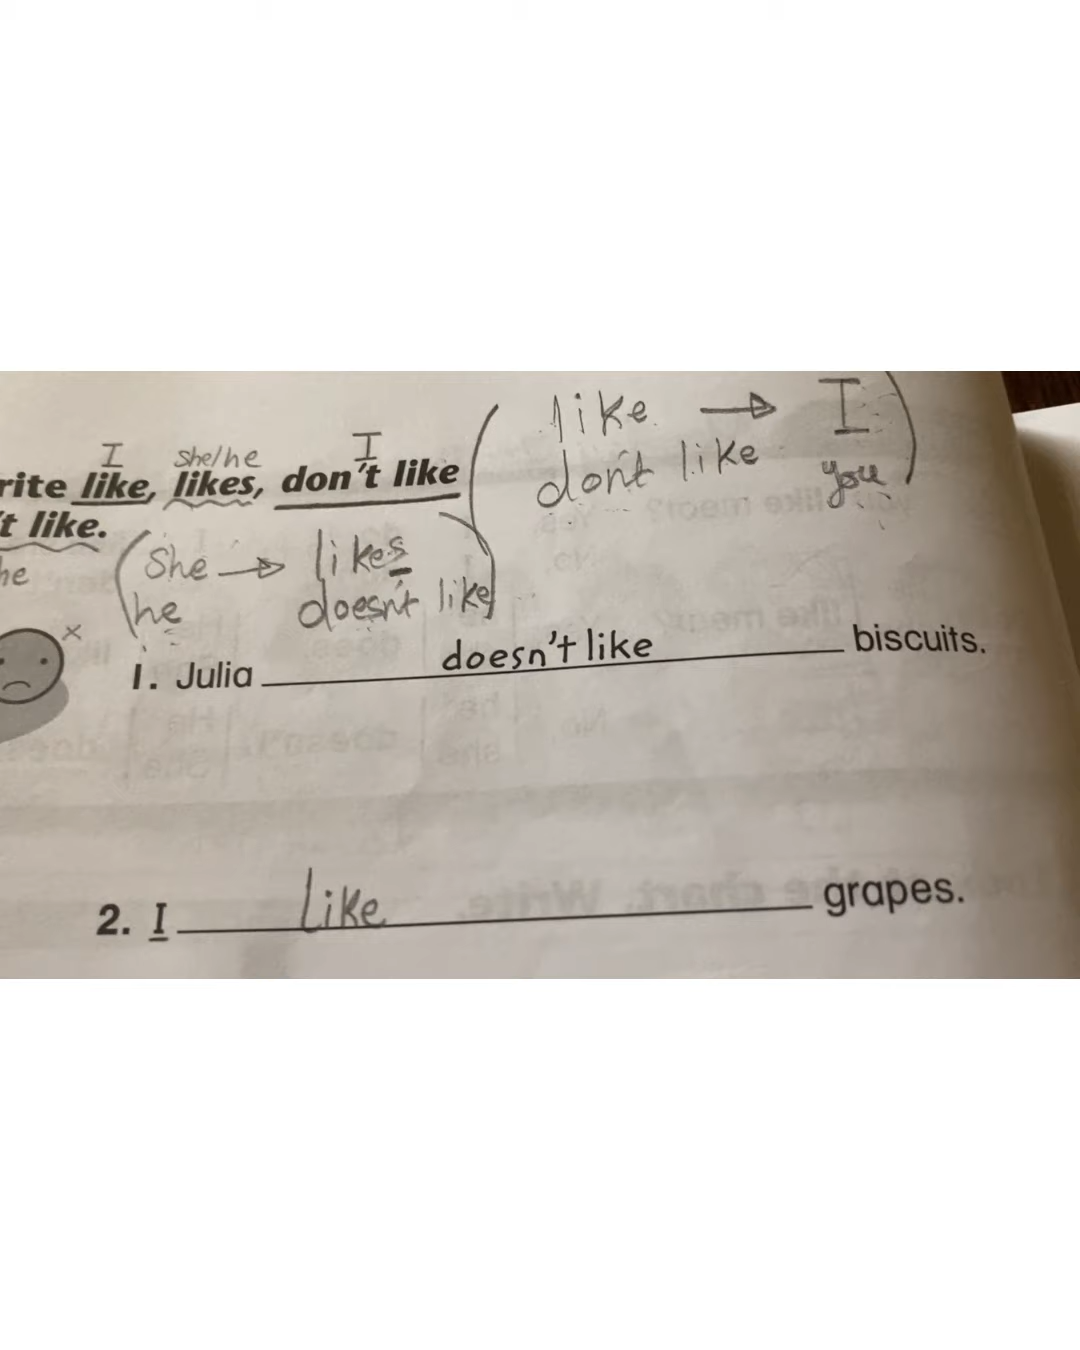 like → I
I she/he I
rite like, likes, don't like
don't like you
't like.
She → likes
he
he doesn't like
1. Julia doesn't like biscuits.
2. I like grapes.